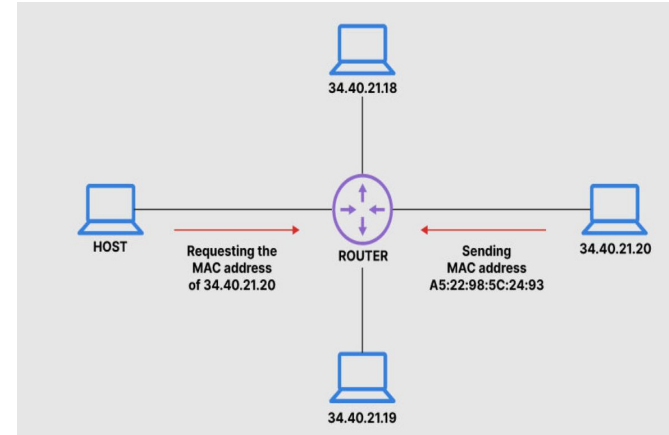 34.40.21.18
HOST
Requesting the
MAC address
of 34.40.21.20
ROUTER
Sending
MAC address
A5:22:98:5C:24:93
34.40.21.20
34.40.21.19